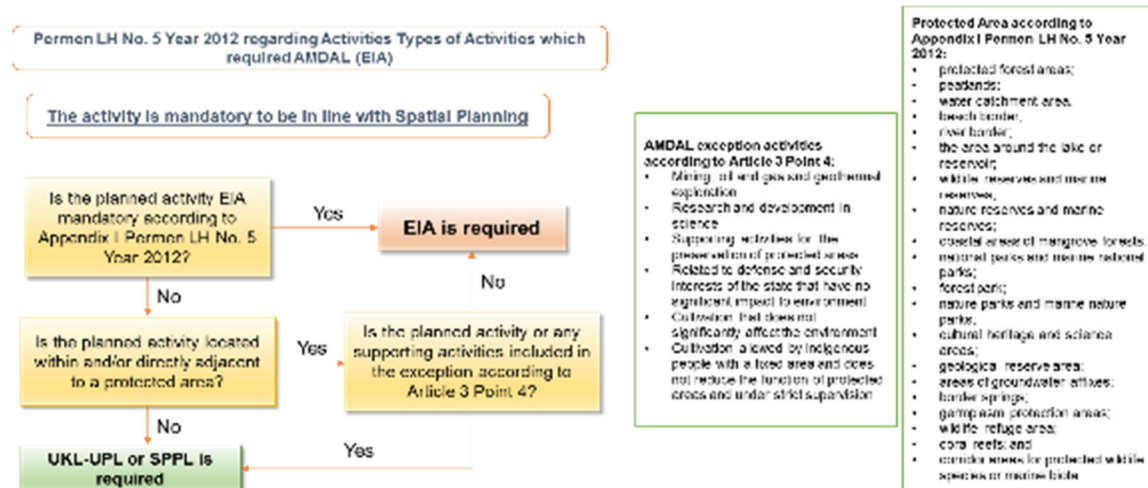 Permen LH No. 5 Year 2012 regarding Activities Types of Activities which
required AMDAL (EIA)
The activity is mandatory to be in line with Spatial Planning
Is the planned activity EIA
mandatory according to
Appendix I Permen LH No. 5
Year 2012?
Yes
EIA is required
No
No
Is the planned activity located
within and/or directly adjacent
to a protected area?
Yes
Is the planned activity or any
supporting activities included in
the exception according to
Article 3 Point 4?
No
Yes
UKL-UPL or SPPL is
required
AMDAL exception activities
according to Article 3 Point 4:
• Mining, oil and gas and geothermal
exploration
• Research and development in
science
• Supporting activities for the
preservation of protected areas
• Related to defense and security
interests of the state that have no
significant impact to environment
• Cultivation that does not
significantly affect the environment
• Cultivation allowed by indigenous
people with a fixed area and does
not reduce the function of protected
areas and under strict supervision
Protected Area according to
Appendix I Permen LH No. 5 Year
2012:
• protected forest areas;
• peatlands;
• water catchment area;
• beach border;
• river border;
• the area around the lake or
reservoir;
• wildlife reserves and marine
reserves;
• nature reserves and marine
reserves;
• coastal areas of mangrove forests;
• national parks and marine national
parks;
• forest park;
• nature parks and marine nature
parks;
• cultural heritage and science
areas;
• geological reserve area;
• areas of groundwater affixes;
• border springs;
• germplasm protection areas;
• wildlife refuge area;
• coral reefs; and
• corridor areas for protected wildlife
species or marine biota